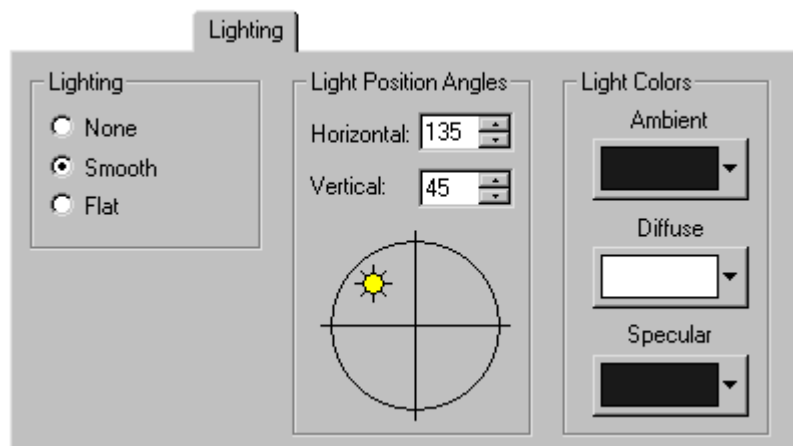 Lighting
Lighting
None
Smooth
Flat
Light Position Angles
Horizontal: 135
Vertical: 45
Light Colors
Ambient
Diffuse
Specular